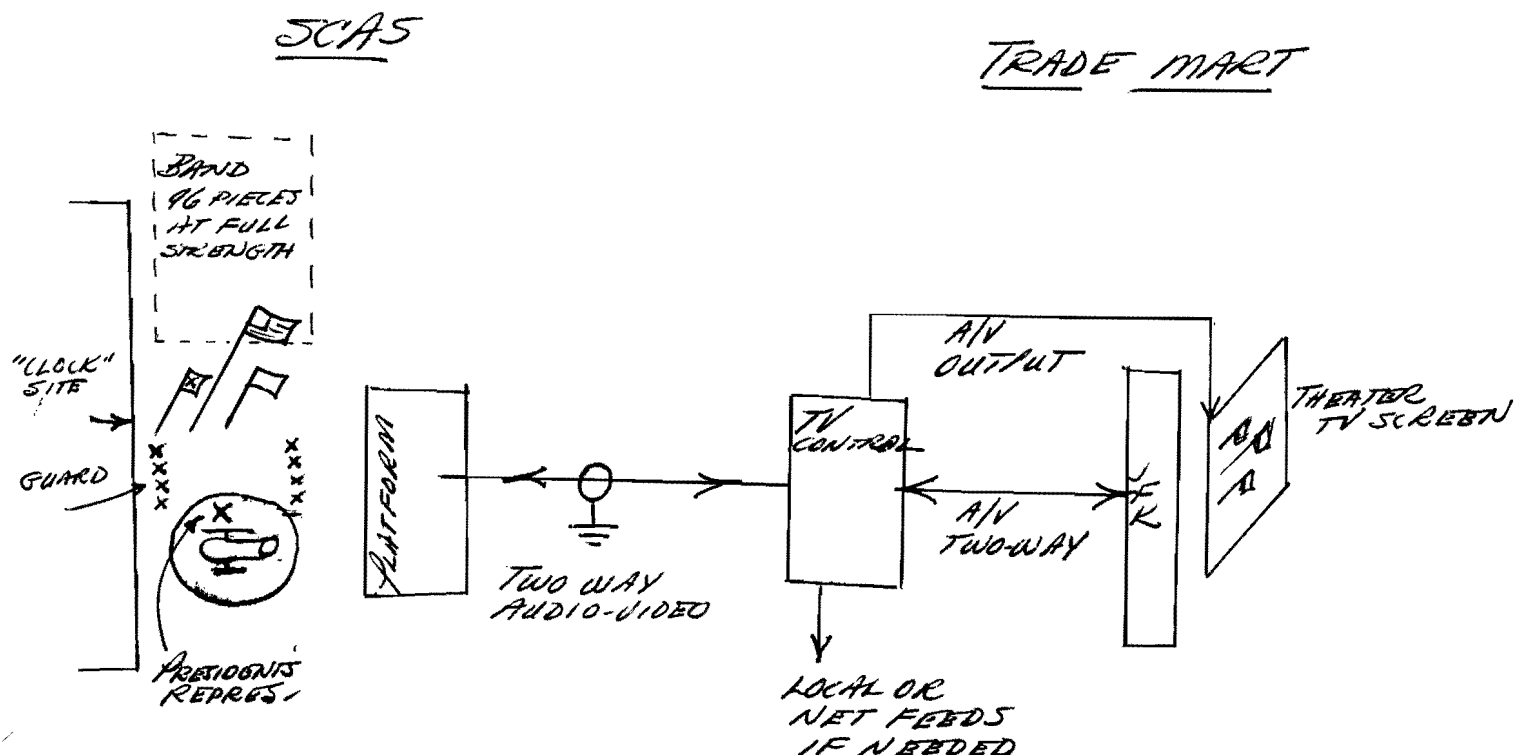 SCAS
TRADE MART
BAND
96 PIECES
AT FULL
STRENGTH
"CLOCK"
SITE
GUARD
PRESIDENTS
REPRES.
PLATFORM
TWO WAY
AUDIO-VIDEO
TV
CONTROL
A/V
OUTPUT
A/V
TWO-WAY
JFK
THEATER
TV SCREEN
LOCAL OR
NET FEEDS
IF NEEDED